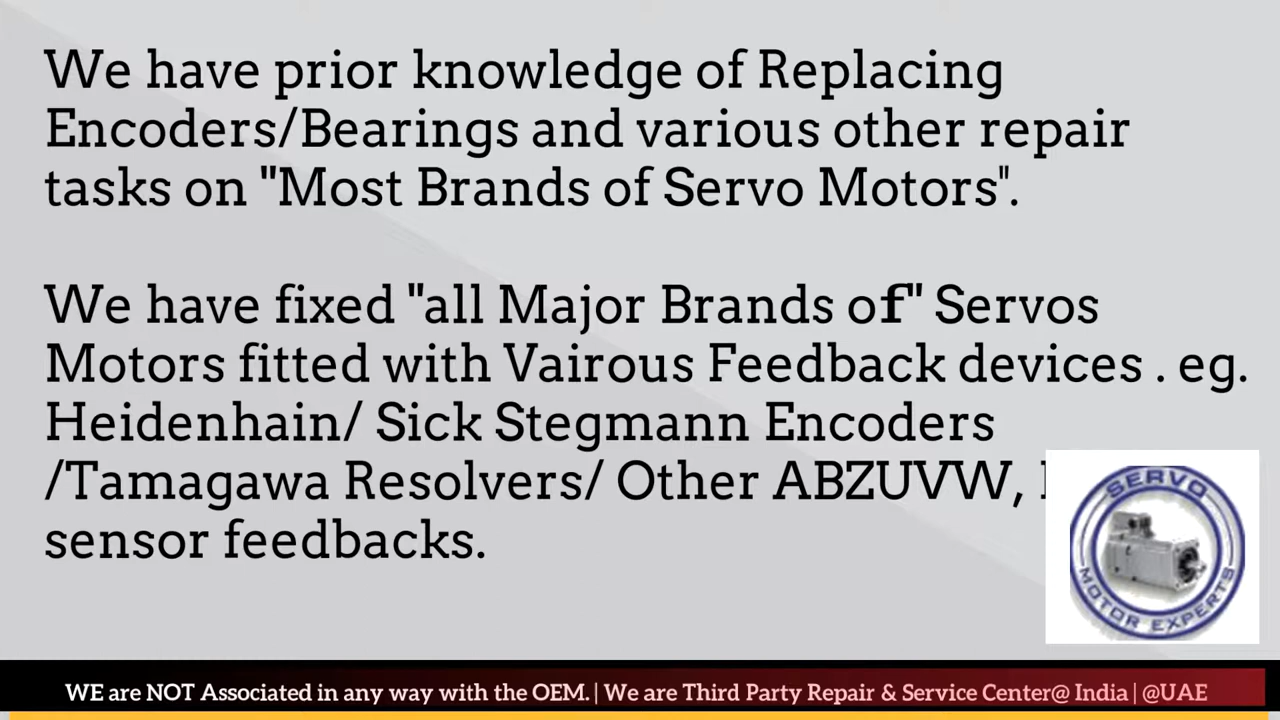 We have prior knowledge of Replacing
Encoders/Bearings and various other repair
tasks on "Most Brands of Servo Motors".
We have fixed "all Major Brands of" Servos
Motors fitted with Vairous Feedback devices . eg.
Heidenhain/ Sick Stegmann Encoders
/Tamagawa Resolvers/ Other ABZUVW,
sensor feedbacks.
SERVO
MOTOR EXPERTS
WE are NOT Associated in any way with the OEM. | We are Third Party Repair & Service Center@ India | @UAE